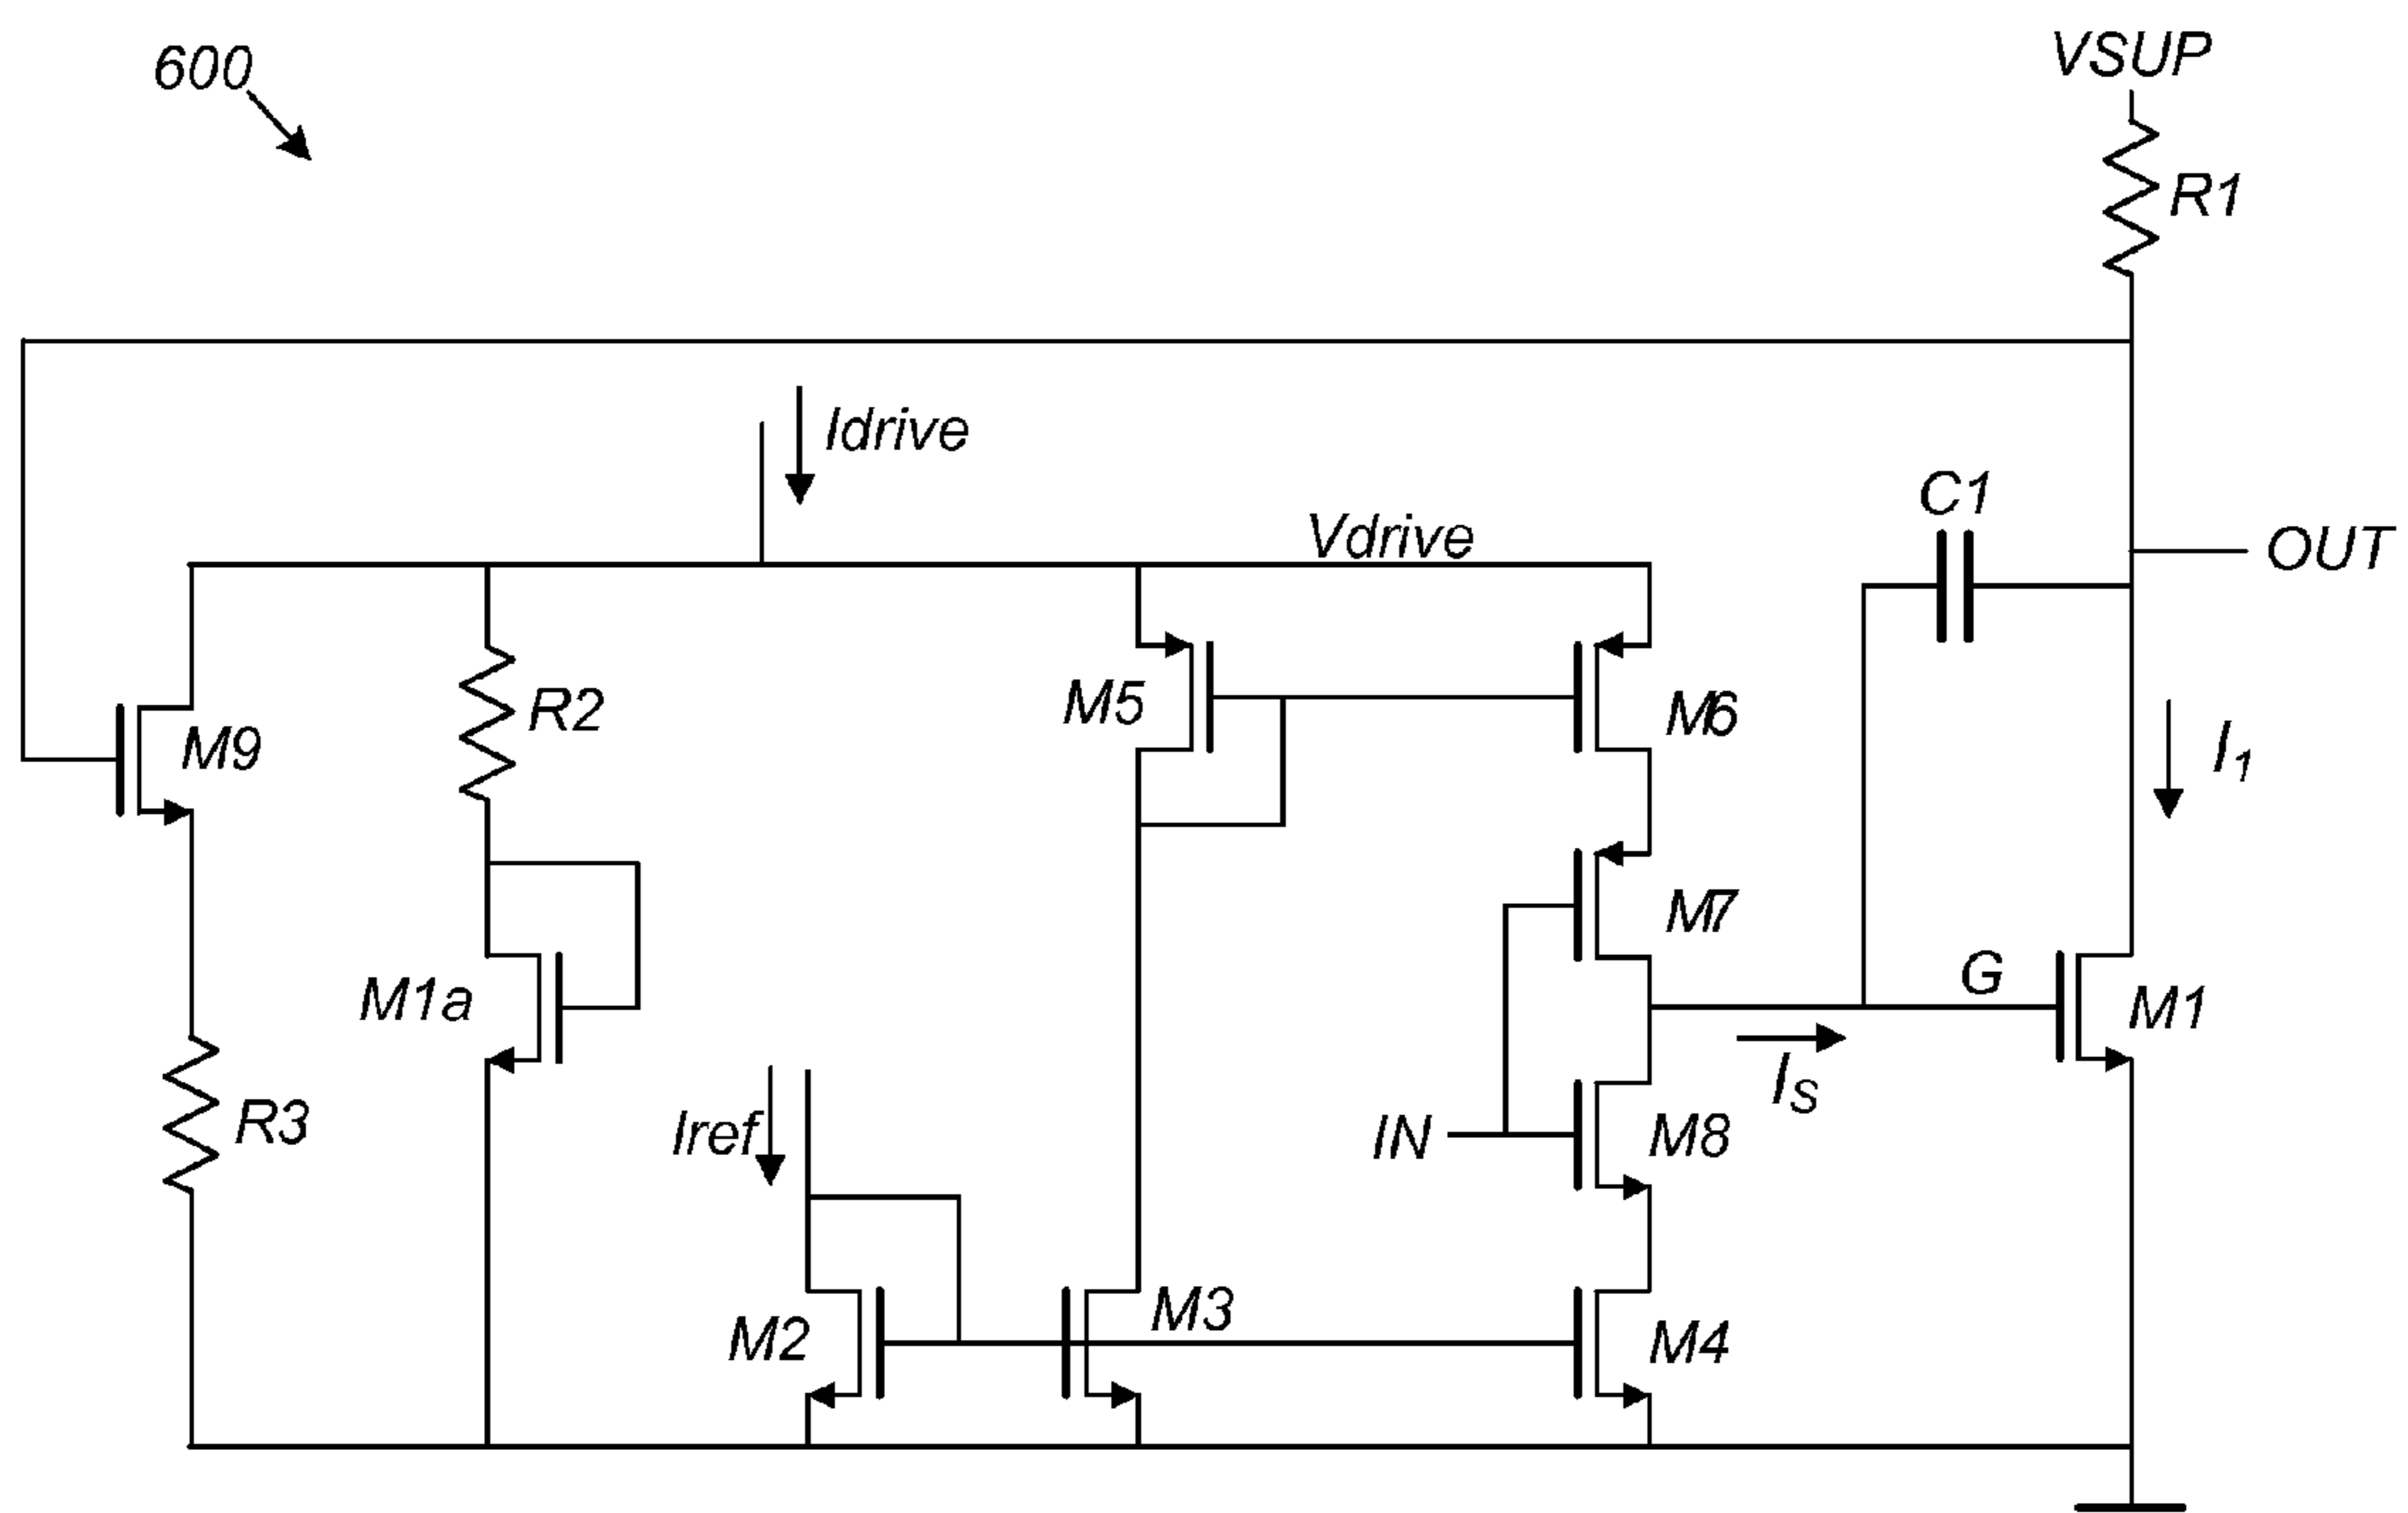 600
VSUP
R1
Idrive
C1
Vdrive
OUT
M5
M6
R2
M9
I1
M7
G
M1a
M1
IS
R3
Iref
IN
M8
M3
M2
M4